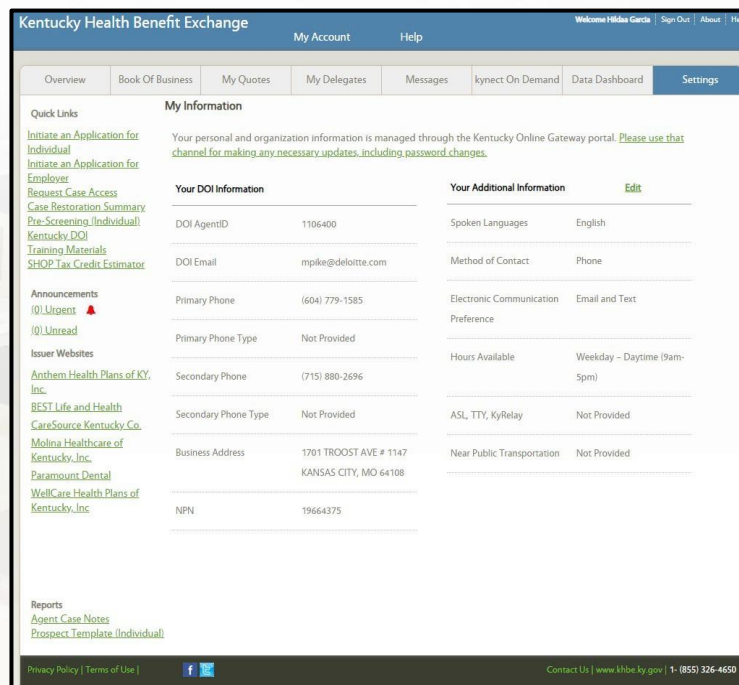 Kentucky Health Benefit Exchange
Welcome Hildaa Garcia | Sign Out | About |
My Account
Help
Overview
Book Of Business
My Quotes
My Delegates
Messages
kynect On Demand
Data Dashboard
Settings
Quick Links
Initiate an Application for
Individual
Initiate an Application for
Employer
Request Case Access
Case Restoration Summary
Pre-Screening (Individual)
Kentucky DOI
Training Materials
SHOP Tax Credit Estimator
Announcements
(0) Urgent
(0) Unread
Issuer Websites
Anthem Health Plans of KY,
Inc.
BEST Life and Health
CareSource Kentucky Co.
Molina Healthcare of
Kentucky, Inc.
Paramount Dental
WellCare Health Plans of
Kentucky, Inc
Reports
Agent Case Notes
Prospect Template (Individual)
My Information
Your personal and organization information is managed through the Kentucky Online Gateway portal. Please use that
channel for making any necessary updates, including password changes.
Your DOI Information
DOI AgentID 1106400
DOI Email mpike@deloitte.com
Primary Phone (604) 779-1585
Primary Phone Type Not Provided
Secondary Phone (715) 880-2696
Secondary Phone Type Not Provided
Business Address 1701 TROOST AVE # 1147
KANSAS CITY, MO 64108
NPN 19664375
Your Additional Information Edit
Spoken Languages English
Method of Contact Phone
Electronic Communication Email and Text
Preference
Hours Available Weekday – Daytime (9am-
5pm)
ASL, TTY, KyRelay Not Provided
Near Public Transportation Not Provided
Privacy Policy | Terms of Use |
Contact Us | www.khbe.ky.gov | 1- (855) 326-4650